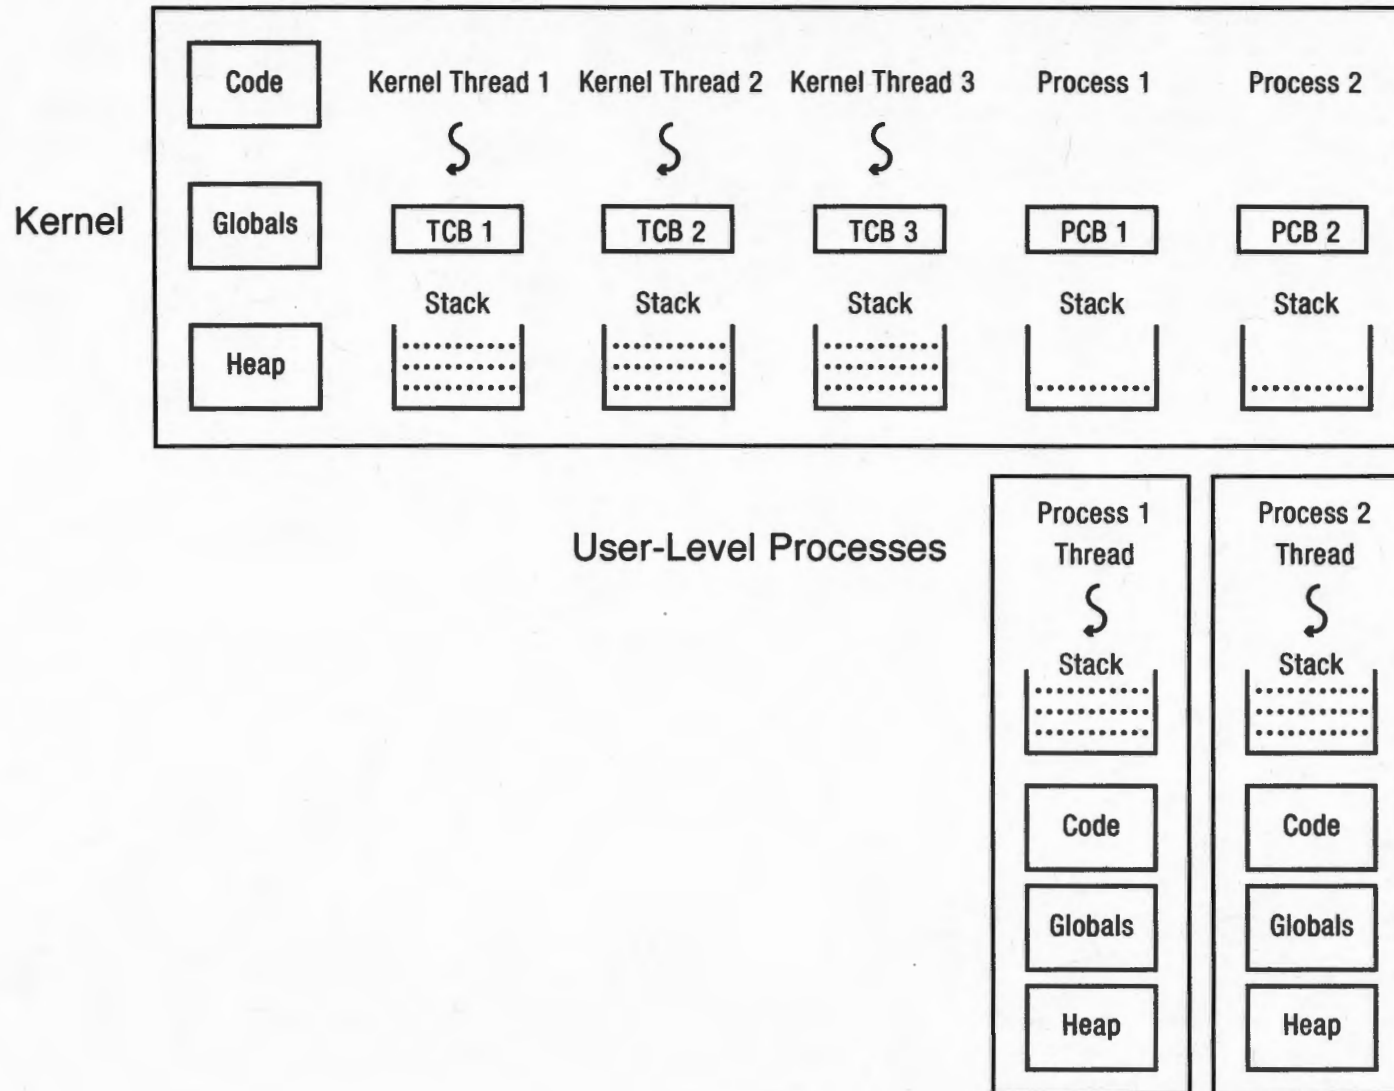 Code Kernel Thread 1 Kernel Thread 2 Kernel Thread 3 Process 1 Process 2
Kernel Globals TCB 1 TCB 2 TCB 3 PCB 1 PCB 2
Stack Stack Stack Stack Stack
Heap
Process 1 Process 2
User-Level Processes Thread Thread
Stack Stack
Code Code
Globals Globals
Heap Heap